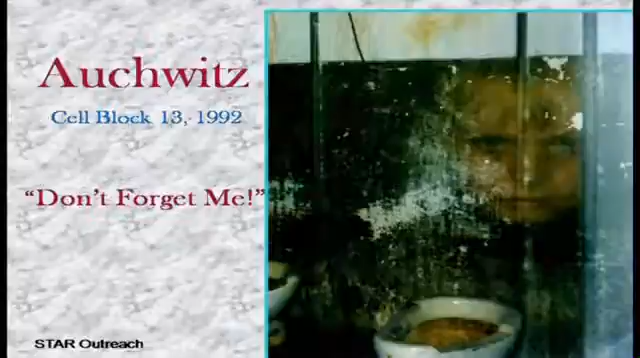 Auchwitz
Cell Block 13, 1992
“Don’t Forget Me!”
STAR Outreach